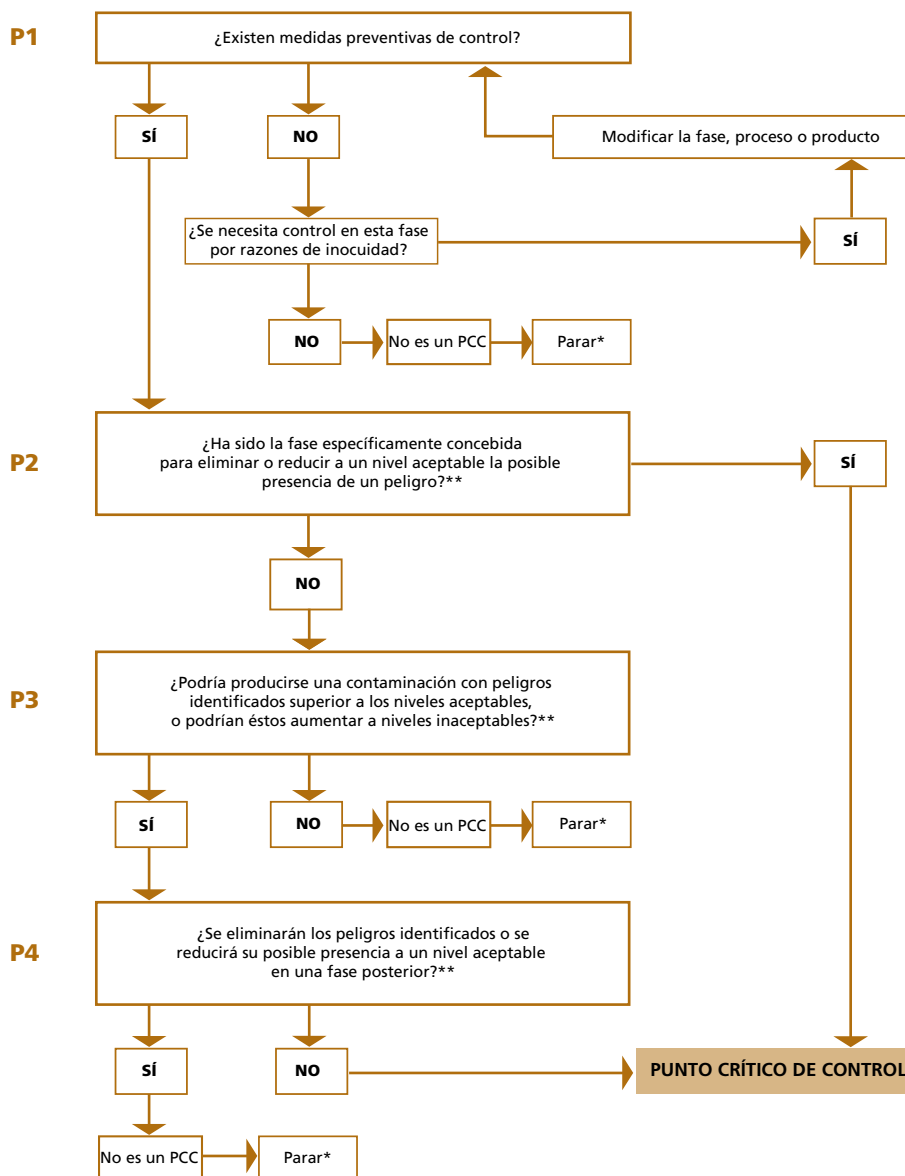 P1
¿Existen medidas preventivas de control?
SÍ
NO
Modificar la fase, proceso o producto
¿Se necesita control en esta fase
por razones de inocuidad?
SÍ
NO
No es un PCC
Parar*
P2
¿Ha sido la fase específicamente concebida
para eliminar o reducir a un nivel aceptable la posible
presencia de un peligro?**
SÍ
NO
P3
¿Podría producirse una contaminación con peligros
identificados superior a los niveles aceptables,
o podrían éstos aumentar a niveles inaceptables?**
SÍ
NO
No es un PCC
Parar*
P4
¿Se eliminarán los peligros identificados o se
reducirá su posible presencia a un nivel aceptable
en una fase posterior?**
SÍ
NO
PUNTO CRÍTICO DE CONTROL
No es un PCC
Parar*